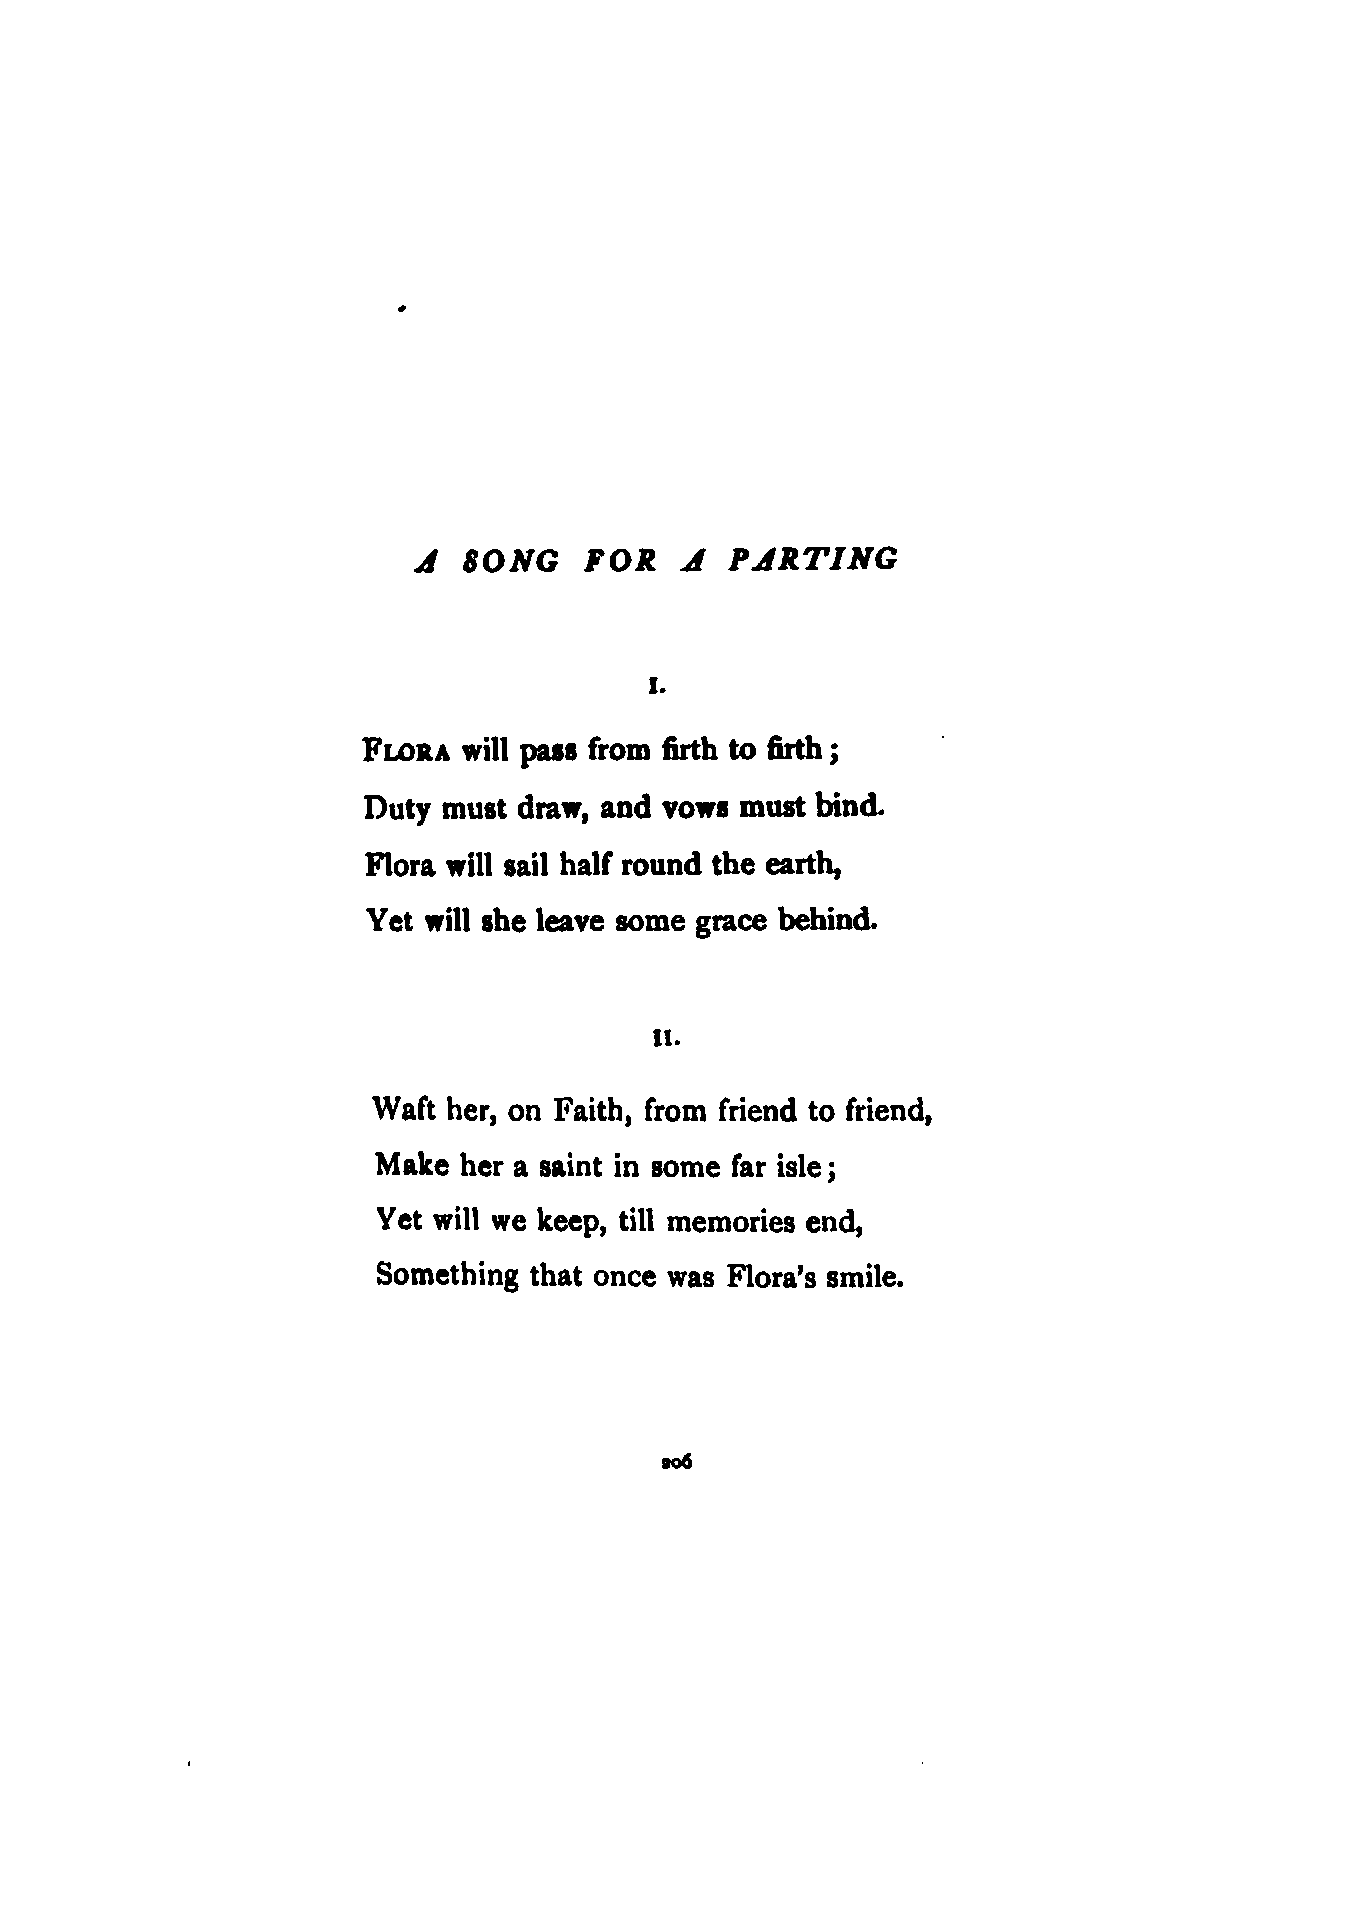 A SONG FOR A PARTING
I.
FLORA will pass from firth to firth;
Duty must draw, and vows must bind.
Flora will sail half round the earth,
Yet will she leave some grace behind.
II.
Waft her, on Faith, from friend to friend,
Make her a saint in some far isle;
Yet will we keep, till memories end,
Something that once was Flora's smile.
206